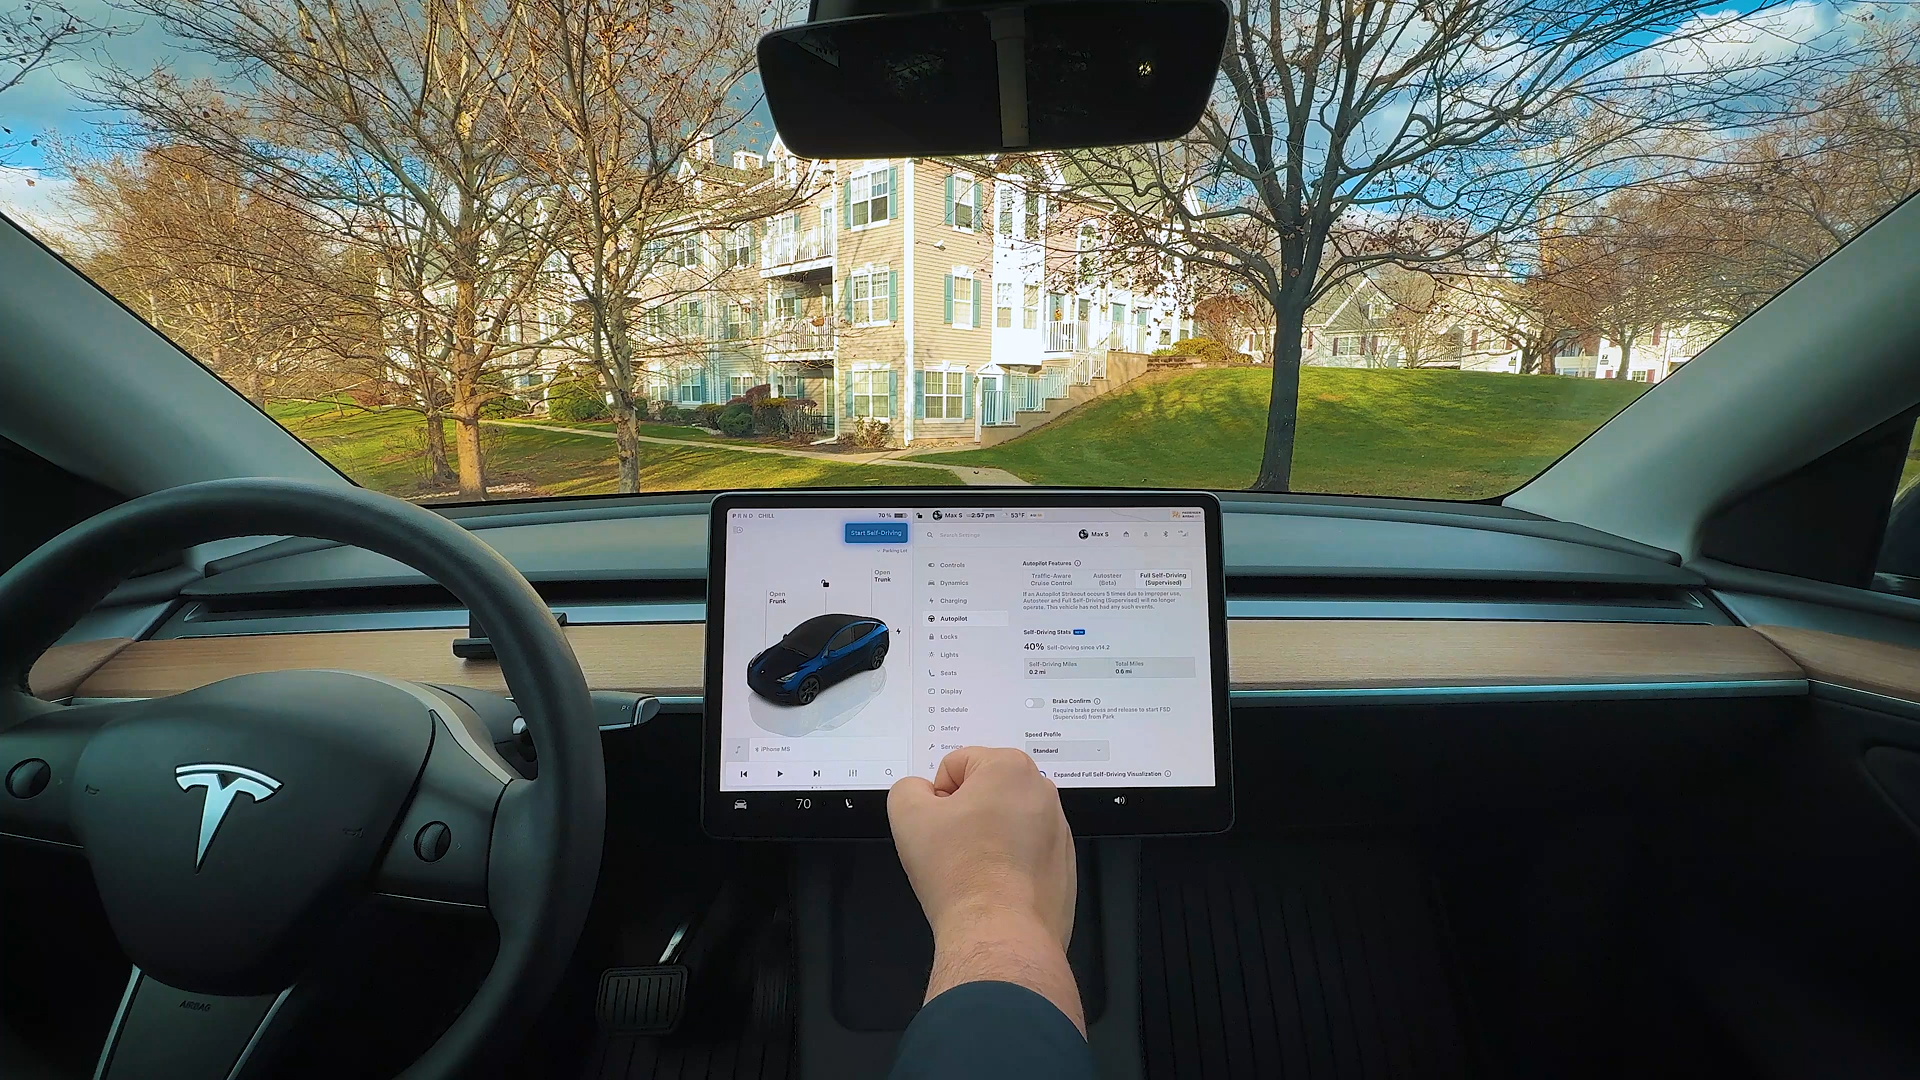 PRND CHILL
70 %
Max S
2:57 pm
53°F
PASSENGER
AIRBAG
Start Self-Driving
Parking Lot
Open
Trunk
Open
Frunk
iPhone MS
Search Settings
Max S
Controls
Dynamics
Charging
Autopilot
Locks
Lights
Seats
Display
Schedule
Safety
Service
Autopilot Features
Traffic-Aware
Cruise Control
Autosteer
(Beta)
Full Self-Driving
(Supervised)
If an Autopilot Strikeout occurs 5 times due to improper use,
Autosteer and Full Self-Driving (Supervised) will no longer
operate. This vehicle has not had any such events.
Self-Driving Stats NEW
40% Self-Driving since v14.2
Self-Driving Miles
0.2 mi
Total Miles
0.6 mi
Brake Confirm
Require brake press and release to start FSD
(Supervised) from Park
Speed Profile
Standard
Expanded Full Self-Driving Visualization
70
AIRBAG